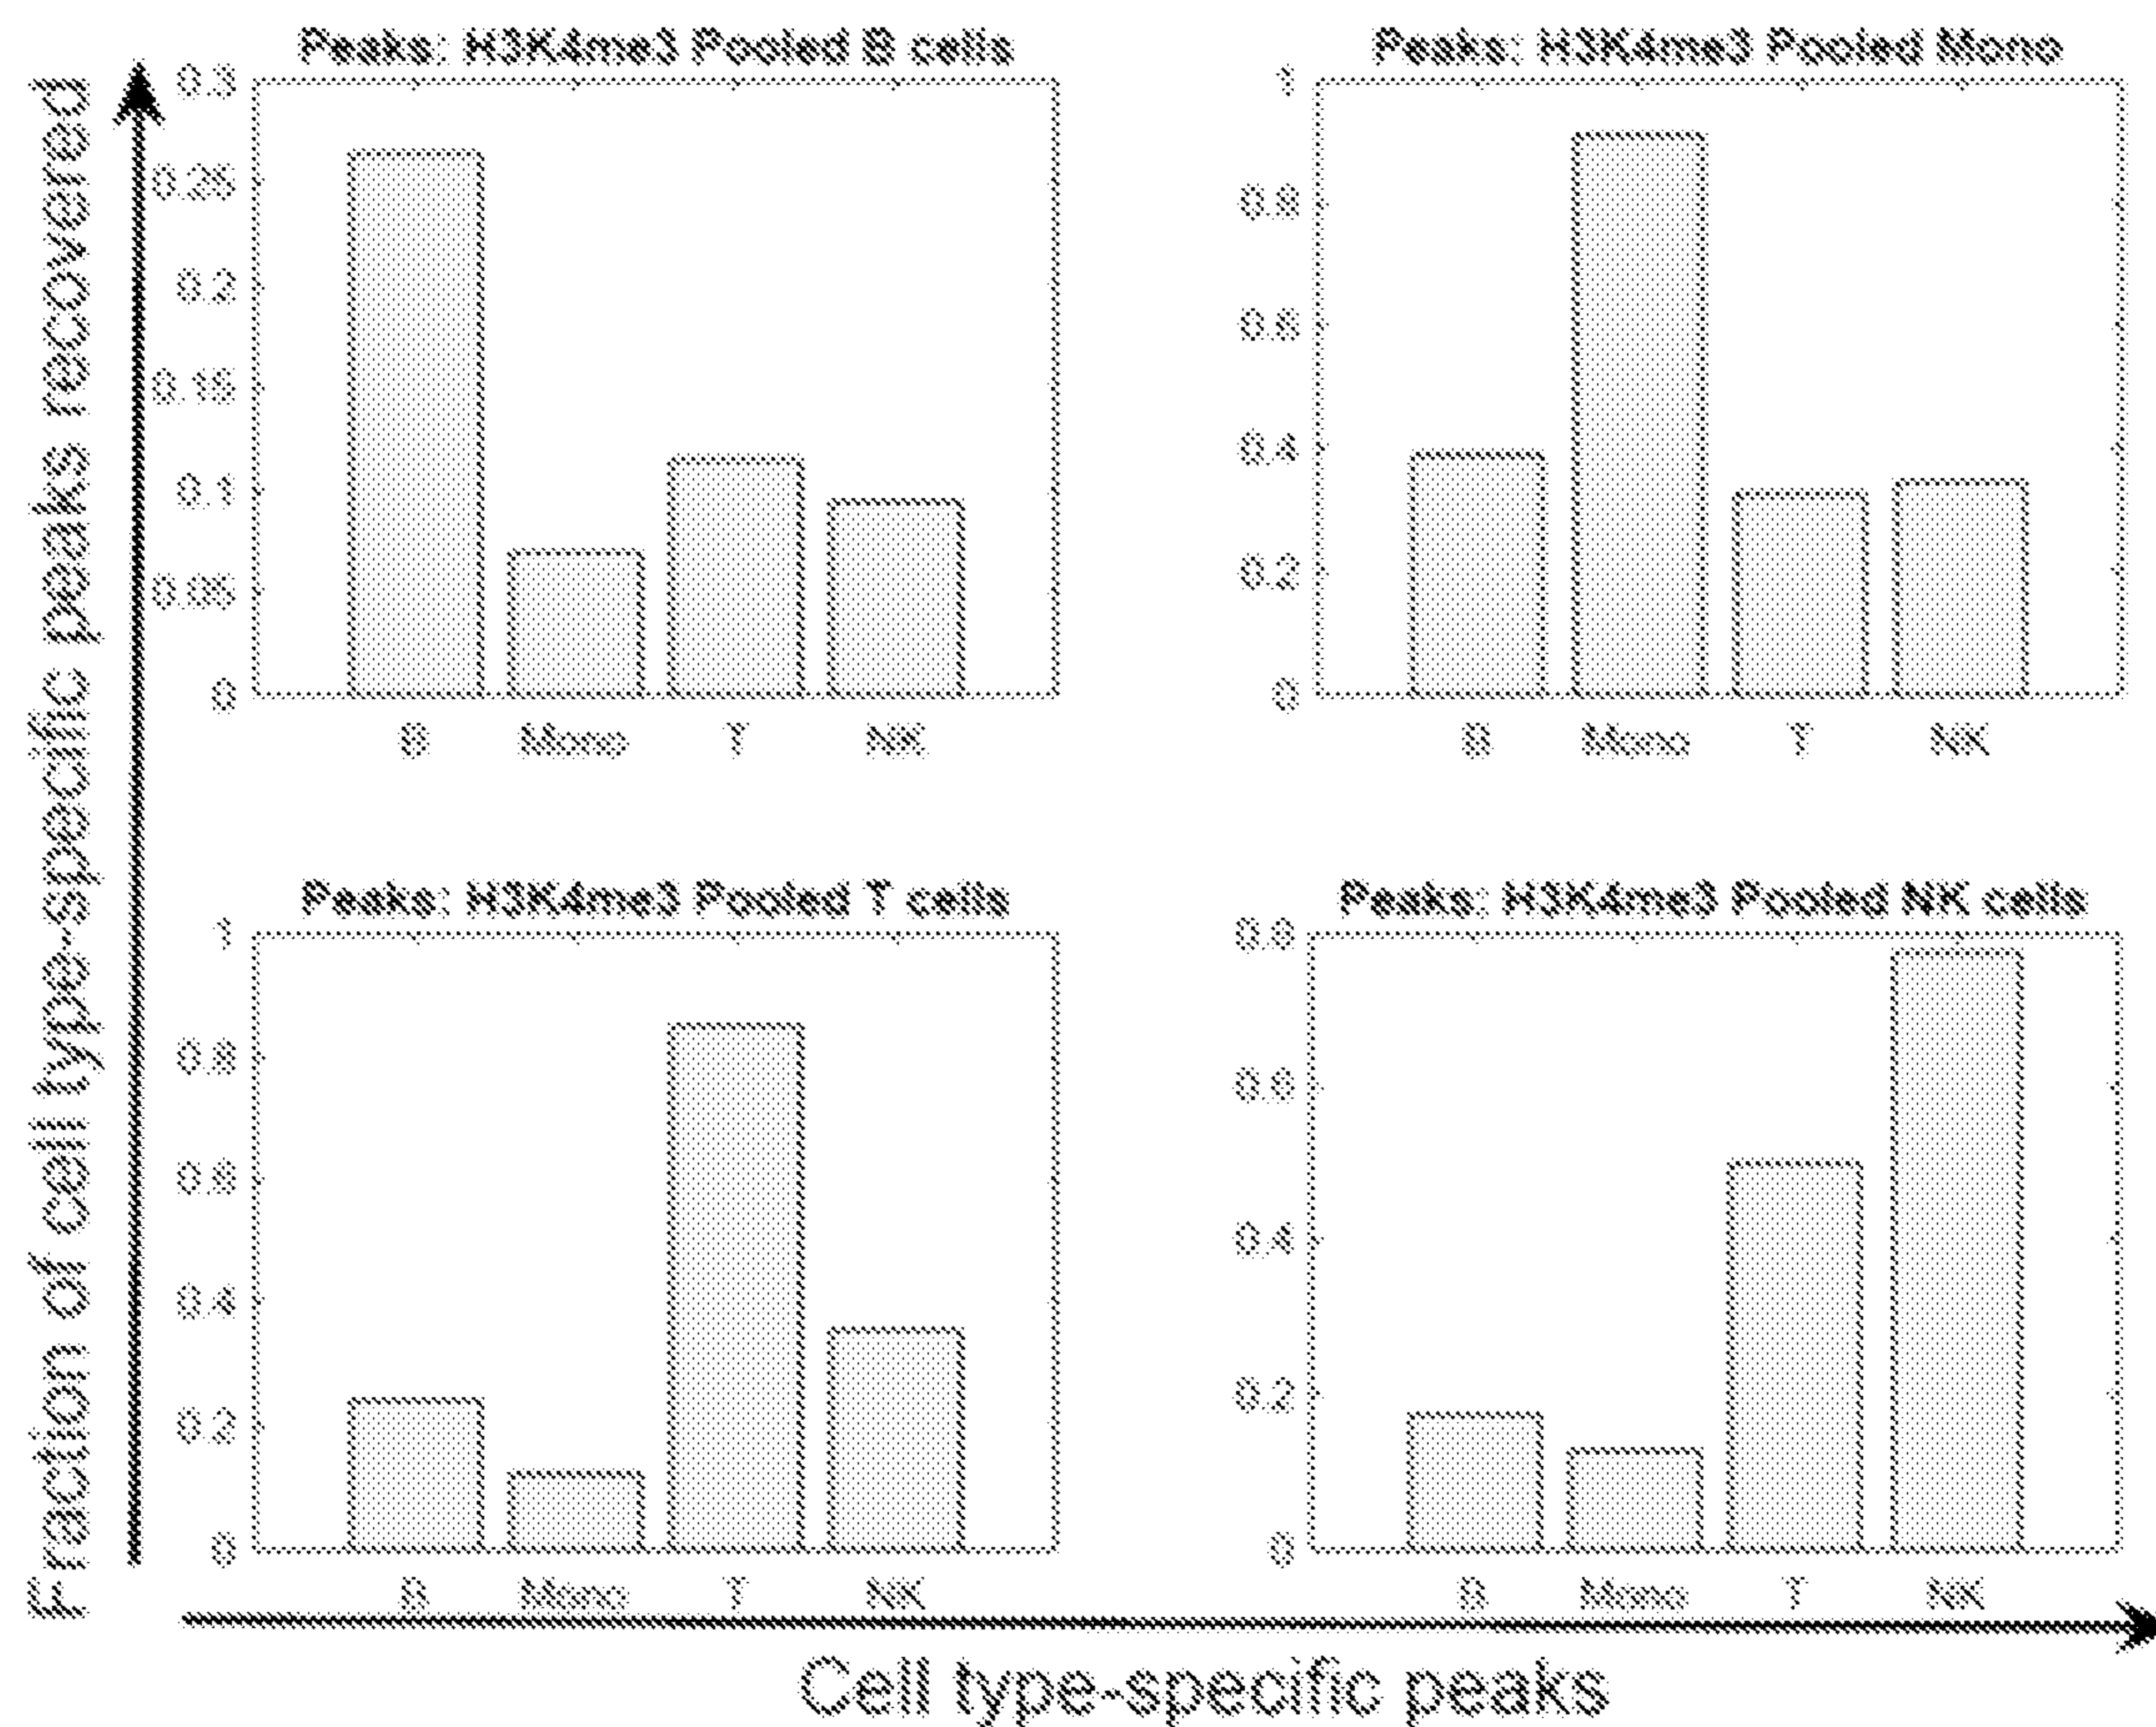 Fraction of cell type-specific peaks recovered
Peaks: H3K4me3 Pooled B cells
0.3
0.25
0.2
0.15
0.1
0.05
0
B Mono T NK
Peaks: H3K4me3 Pooled Mono
1
0.8
0.6
0.4
0.2
0
B Mono T NK
Peaks: H3K4me3 Pooled T cells
1
0.8
0.6
0.4
0.2
0
B Mono T NK
Peaks: H3K4me3 Pooled NK cells
0.8
0.6
0.4
0.2
0
B Mono T NK
Cell type-specific peaks